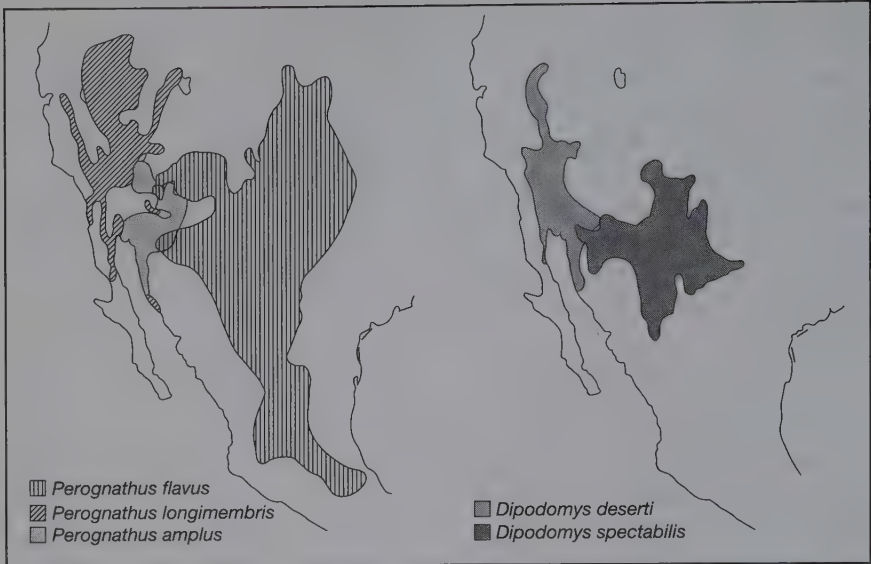 Perognathus flavus
Perognathus longimembris
Perognathus amplus
Dipodomys deserti
Dipodomys spectabilis